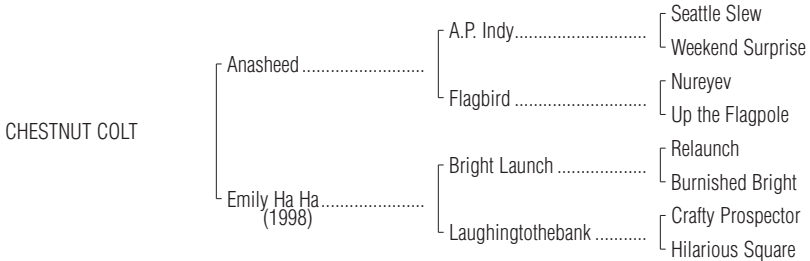 Seattle Slew
A.P. Indy..............................
Weekend Surprise
Anasheed ............................
Nureyev
Flagbird ..............................
Up the Flagpole
CHESTNUT COLT
Relaunch
Bright Launch ....................
Burnished Bright
Emily Ha Ha........................
(1998)
Crafty Prospector
Laughingtothebank ...........
Hilarious Square